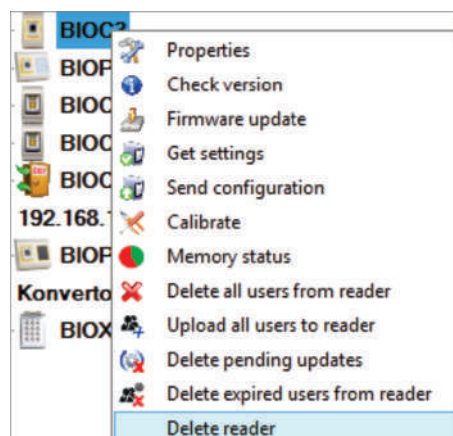 BIOC2
Properties
BIOP
Check version
BIOC
Firmware update
BIOC
Get settings
BIOC
Send configuration
192.168.
Calibrate
BIOP
Memory status
Konverto
Delete all users from reader
BIOX
Upload all users to reader
Delete pending updates
Delete expired users from reader
Delete reader